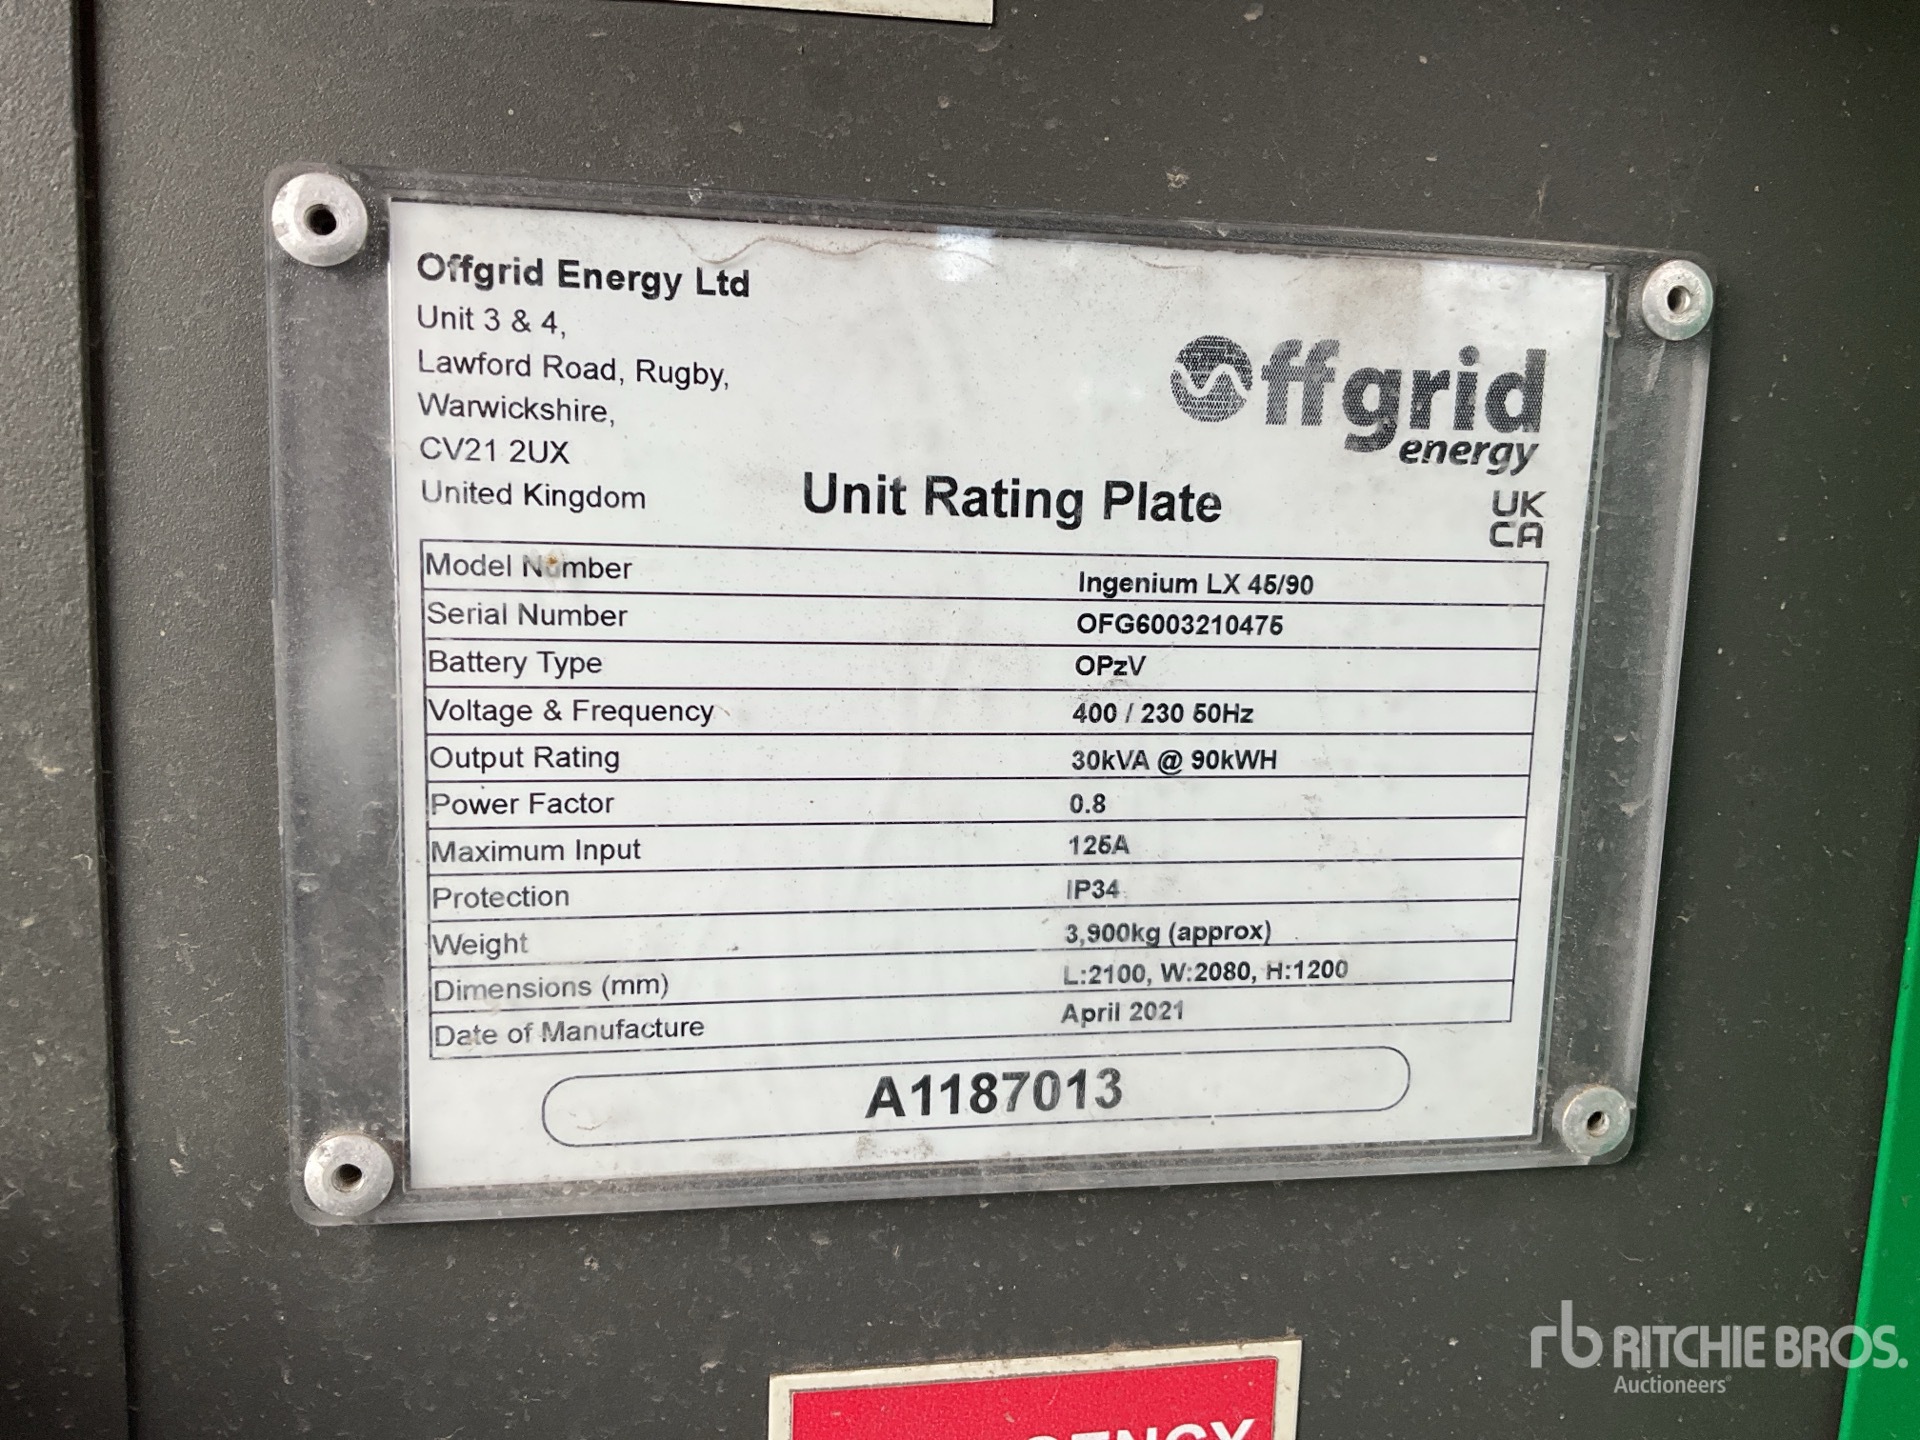 Offgrid Energy Ltd
Unit 3 & 4,
Lawford Road, Rugby,
Warwickshire,
CV21 2UX
United Kingdom
Offgrid
energy
Unit Rating Plate
UK
CA
Model Number Ingenium LX 45/90
Serial Number OFG6003210475
Battery Type OPzV
Voltage & Frequency 400 / 230 50Hz
Output Rating 30kVA @ 90kWH
Power Factor 0.8
Maximum Input 125A
Protection IP34
Weight 3,900kg (approx)
Dimensions (mm) L:2100, W:2080, H:1200
Date of Manufacture April 2021
A1187013
rb RITCHIE BROS.
Auctioneers